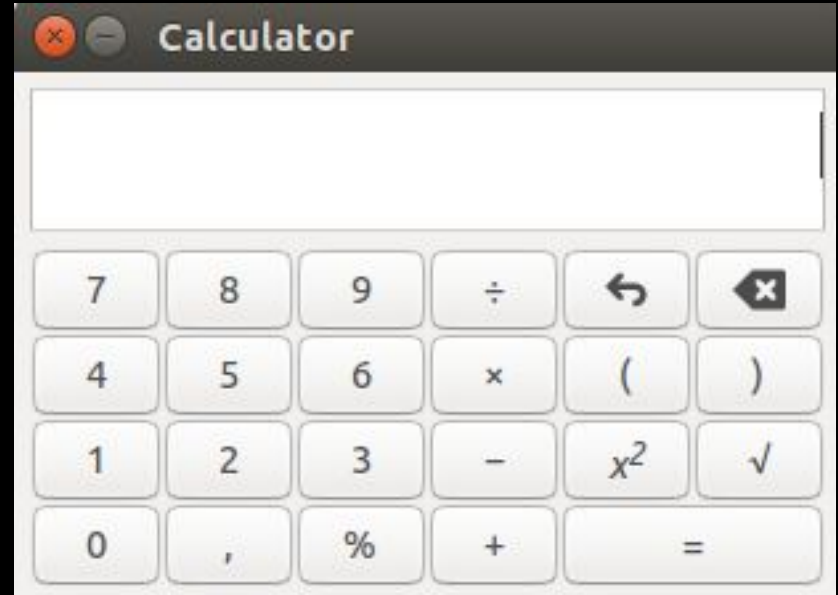 Calculator
7 8 9 ÷
4 5 6 × ( )
1 2 3 − x² √
0 , % + =